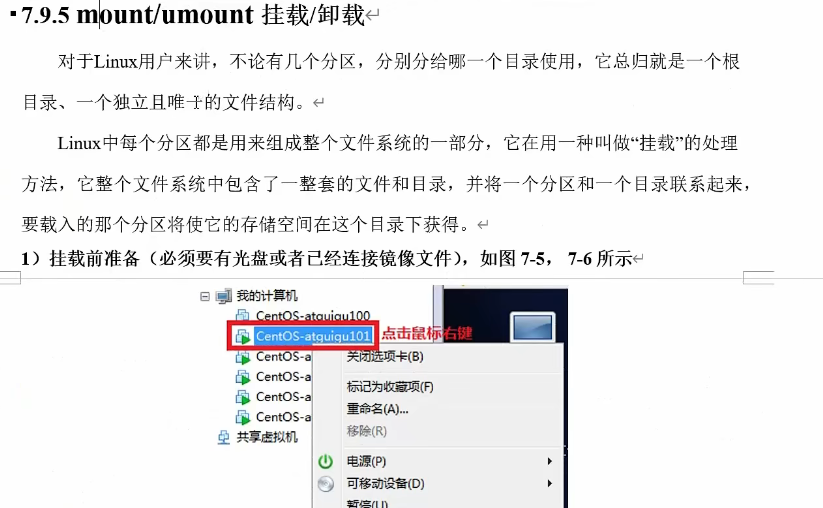 7.9.5 mount/umount 挂载/卸载
对于Linux用户来讲，不论有几个分区，分别分给哪一个目录使用，它总归就是一个根
目录、一个独立且唯一的文件结构。
Linux中每个分区都是用来组成整个文件系统的一部分，它在用一种叫做“挂载”的处理
方法，它整个文件系统中包含了一整套的文件和目录，并将一个分区和一个目录联系起来，
要载入的那个分区将使它的存储空间在这个目录下获得。
1）挂载前准备（必须要有光盘或者已经连接镜像文件），如图 7-5， 7-6 所示
我的计算机
CentOS-atguigu100
CentOS-atguigu101 点击鼠标右键
CentOS-a 关闭选项卡(B)
CentOS-a 标记为收藏项(F)
CentOS-a 重命名(A)...
CentOS-a
移除(R)
共享虚拟机
电源(P)
可移动设备(D)
暂停(U)